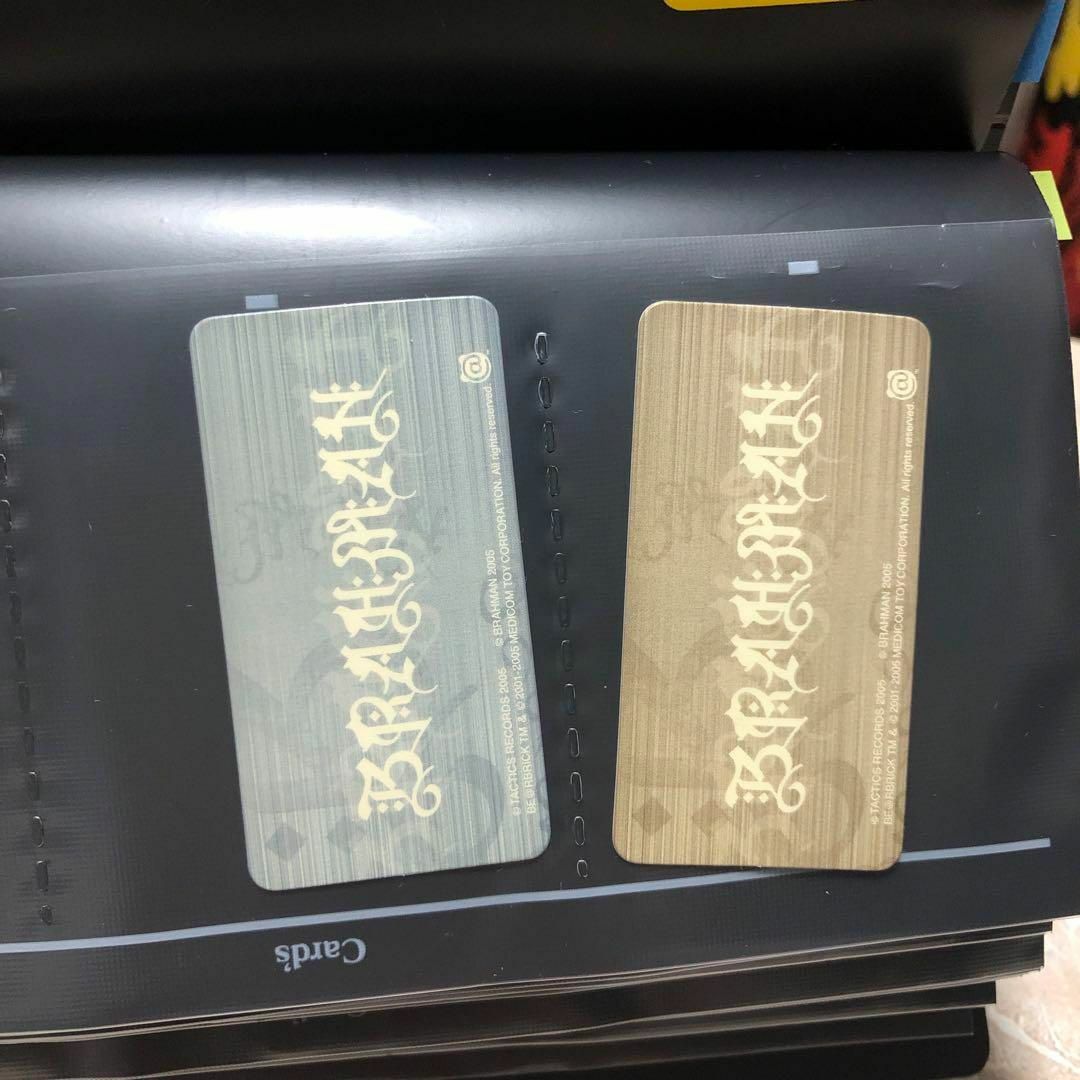 BRAHMAN
© TACTICS RECORDS 2005 © BRAHMAN 2005
BE@RBRICK TM & © 2001-2005 MEDICOM TOY CORPORATION. All rights reserved.
@
BRAHMAN
© TACTICS RECORDS 2005 © BRAHMAN 2005
BE@RBRICK TM & © 2001-2005 MEDICOM TOY CORPORATION. All rights reserved.
@
Card's